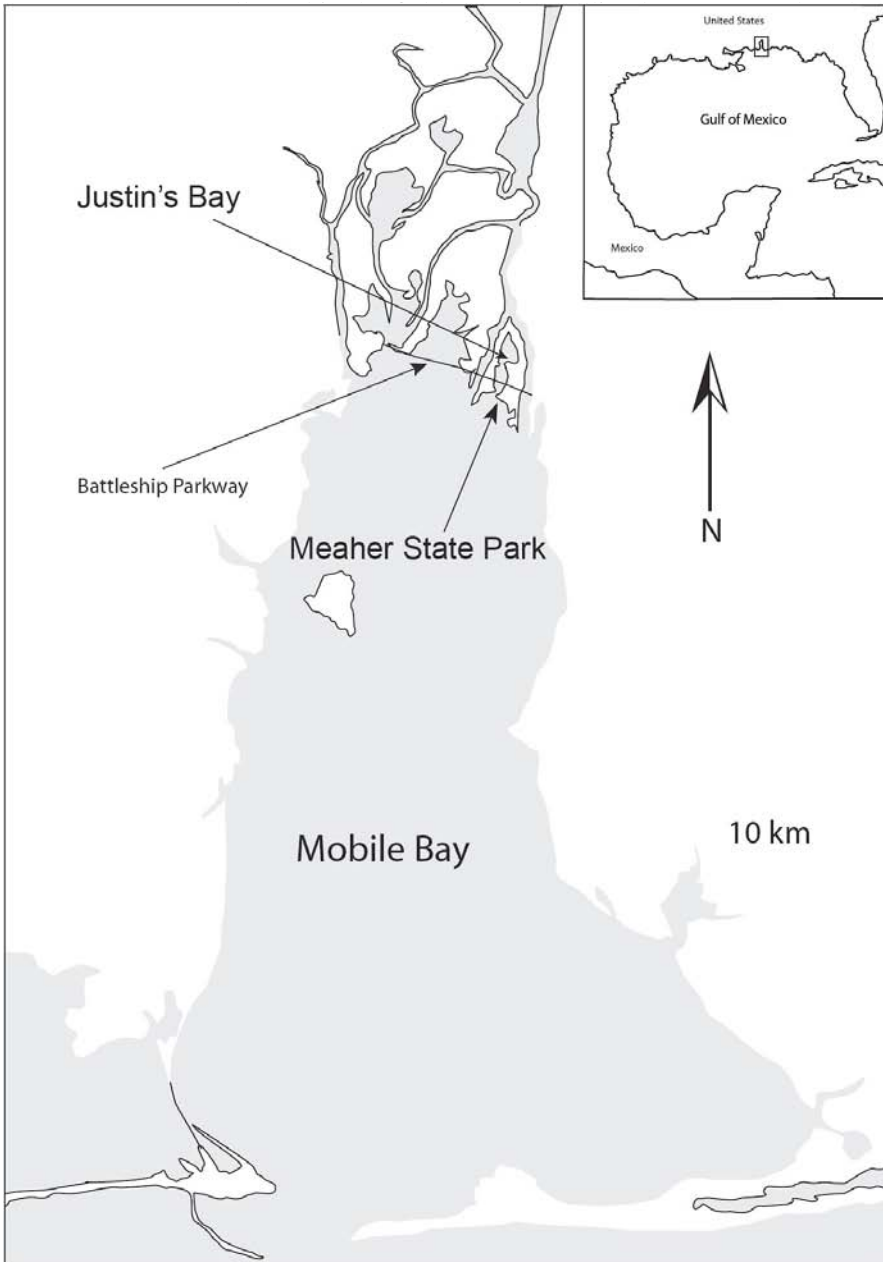 United States
Gulf of Mexico
Mexico
Justin's Bay
Battleship Parkway
Meaher State Park
N
Mobile Bay
10 km